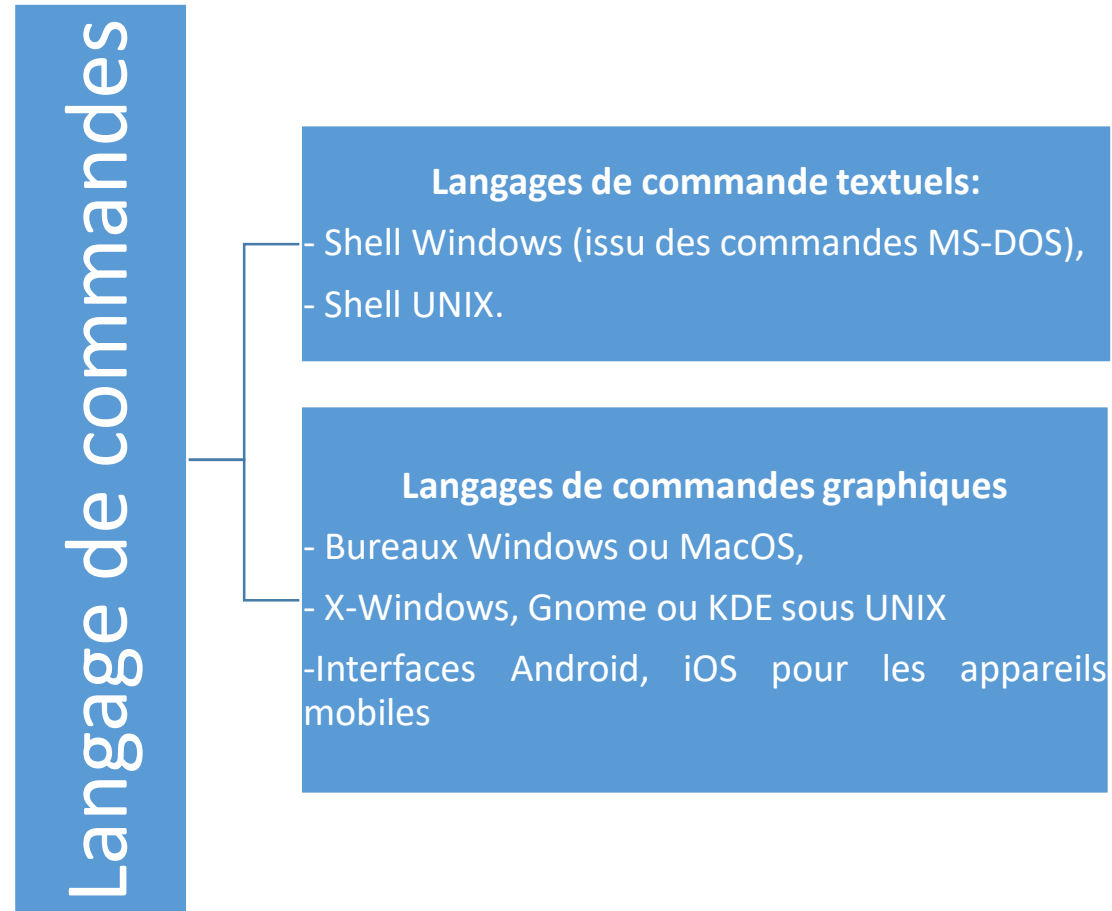 Langage de commandes
Langages de commande textuels:
- Shell Windows (issu des commandes MS-DOS),
- Shell UNIX.
Langages de commandes graphiques
- Bureaux Windows ou MacOS,
- X-Windows, Gnome ou KDE sous UNIX
-Interfaces Android, iOS pour les appareils
mobiles